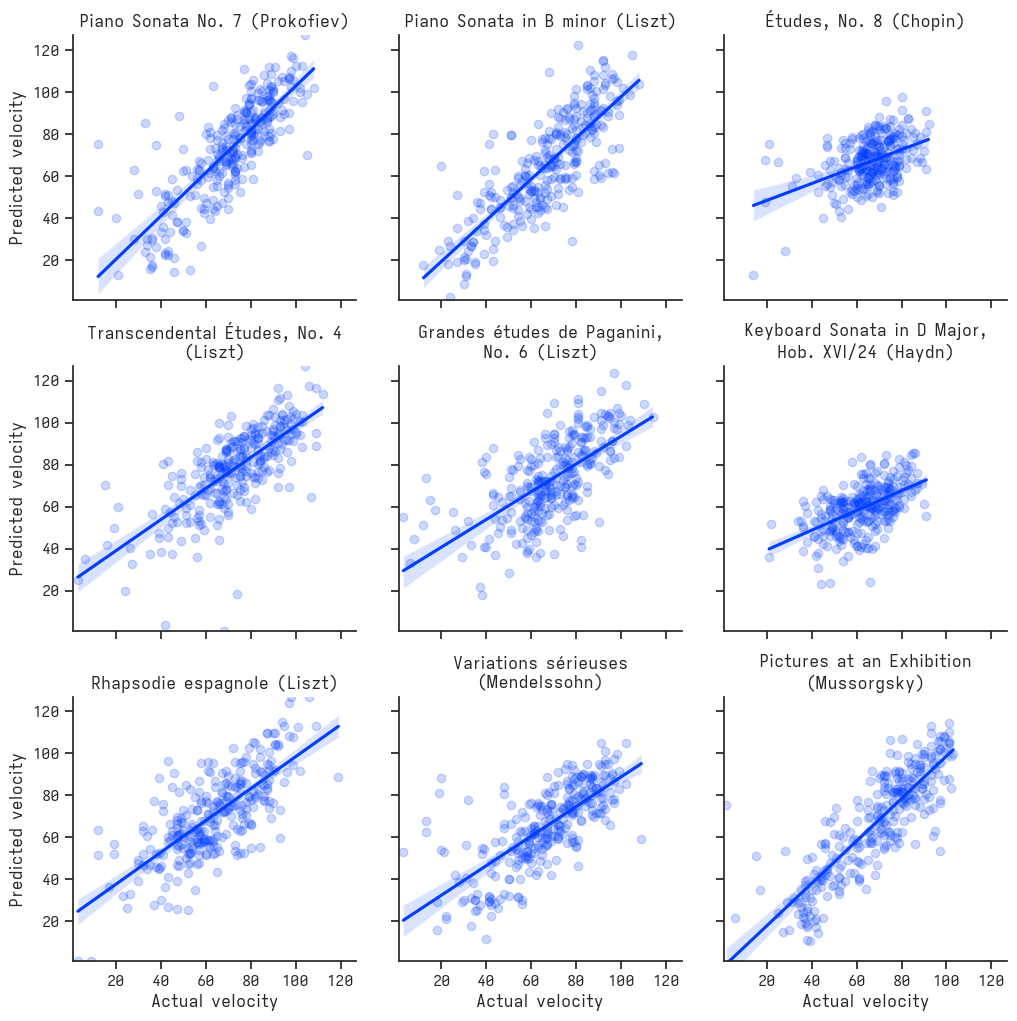 Piano Sonata No. 7 (Prokofiev)
Piano Sonata in B minor (Liszt)
Études, No. 8 (Chopin)
120
100
80
60
40
20
Predicted velocity
Transcendental Études, No. 4
(Liszt)
Grandes études de Paganini,
No. 6 (Liszt)
Keyboard Sonata in D Major,
Hob. XVI/24 (Haydn)
120
100
80
60
40
20
Predicted velocity
Rhapsodie espagnole (Liszt)
Variations sérieuses
(Mendelssohn)
Pictures at an Exhibition
(Mussorgsky)
120
100
80
60
40
20
Predicted velocity
20 40 60 80 100 120
20 40 60 80 100 120
20 40 60 80 100 120
Actual velocity
Actual velocity
Actual velocity